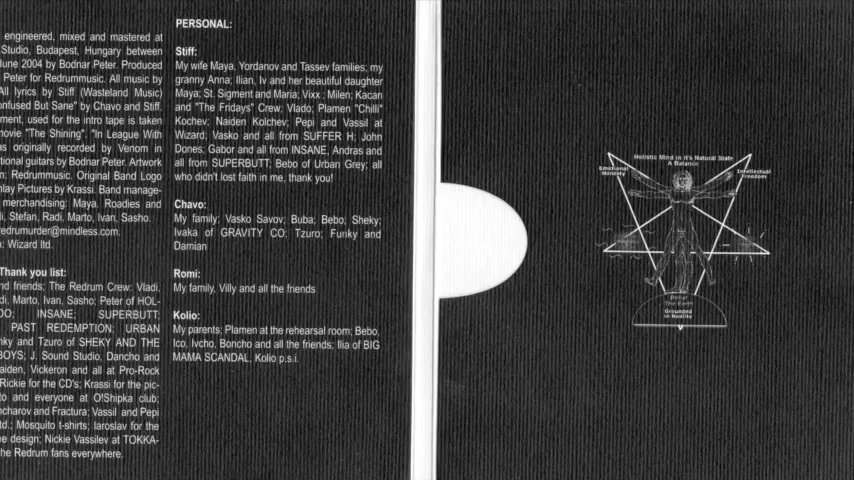 engineered, mixed and mastered at
Studio, Budapest, Hungary between
June 2004 by Bodnar Peter. Produced
Peter for Redrummusic. All music by
All lyrics by Stiff (Wasteland Music)
onfused But Sane" by Chavo and Stiff.
ment, used for the intro tape is taken
movie "The Shining". "In League With
as originally recorded by Venom in
tional guitars by Bodnar Peter. Artwork
n: Redrummusic. Original Band Logo
nlay Pictures by Krassi. Band manage-
merchandising: Maya. Roadies and
di, Stefan, Radi, Marto, Ivan, Sasho.
redrumurder@mindless.com.
n: Wizard ltd.
Thank you list:
nd friends; The Redrum Crew: Vladi,
di, Marto, Ivan, Sasho; Peter of HOL-
DO; INSANE; SUPERBUTT;
PAST REDEMPTION; URBAN
nky and Tzuro of SHEKY AND THE
BOYS; J. Sound Studio, Dancho and
aiden, Vickeron and all at Pro-Rock
Rickie for the CD's; Krassi for the pic-
to and everyone at O!Shipka club;
ncharov and Fractura; Vassil and Pepi
td.; Mosquito t-shirts; Iaroslav for the
e design; Nickie Vassilev at TOKKA-
he Redrum fans everywhere.
PERSONAL:
Stiff:
My wife Maya, Yordanov and Tassev families; my
granny Anna; Ilian, Iv and her beautiful daughter
Maya; St. Sigment and Maria; Vixx ; Milen; Kacan
and "The Fridays" Crew; Vlado; Plamen "Chilli"
Kochev; Naiden Kolchev; Pepi and Vassil at
Wizard; Vasko and all from SUFFER H; John
Dones; Gabor and all from INSANE, Andras and
all from SUPERBUTT; Bebo of Urban Grey; all
who didn't lost faith in me, thank you!
Chavo:
My family; Vasko Savov; Buba; Bebo; Sheky;
Ivaka of GRAVITY CO; Tzuro; Funky and
Damian
Romi:
My family, Villy and all the friends
Kolio:
My parents; Plamen at the rehearsal room; Bebo,
Ico, Ivcho, Boncho and all the friends; Ilia of BIG
MAMA SCANDAL, Kolio p.s.i.
Holistic Mind in it's Natural State
A Balance
Emotional
Intellectual
Freedom
The Earth
Grounded
in Reality